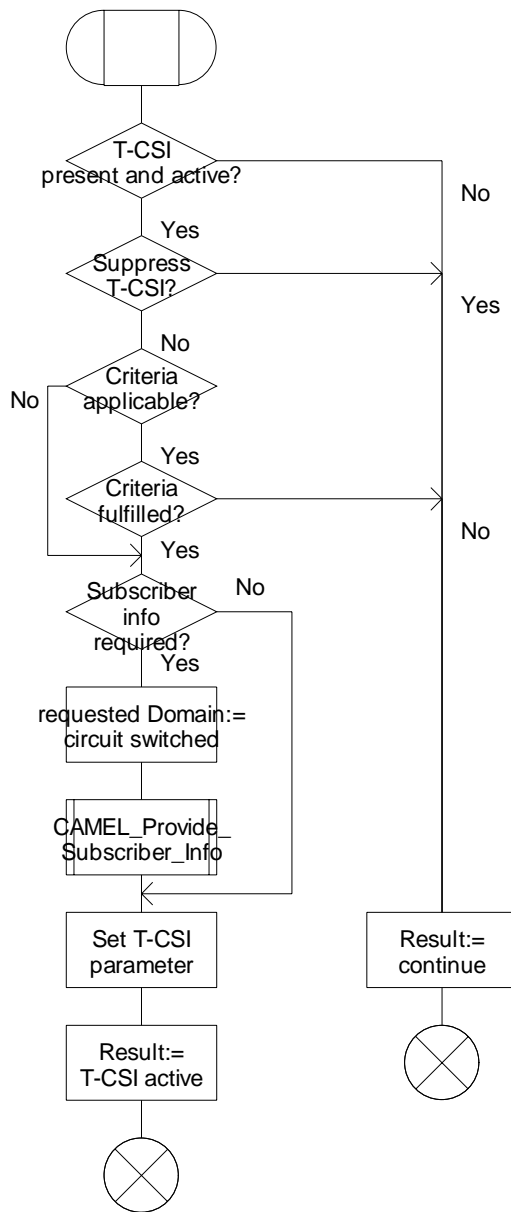 T-CSI
present and active?
No
Yes
Suppress
T-CSI?
Yes
No
Criteria
applicable?
No
Yes
Criteria
fulfilled?
No
Yes
Subscriber
info
required?
No
Yes
requested Domain:=
circuit switched
CAMEL_Provide_
Subscriber_Info
Set T-CSI
parameter
Result:=
continue
Result:=
T-CSI active